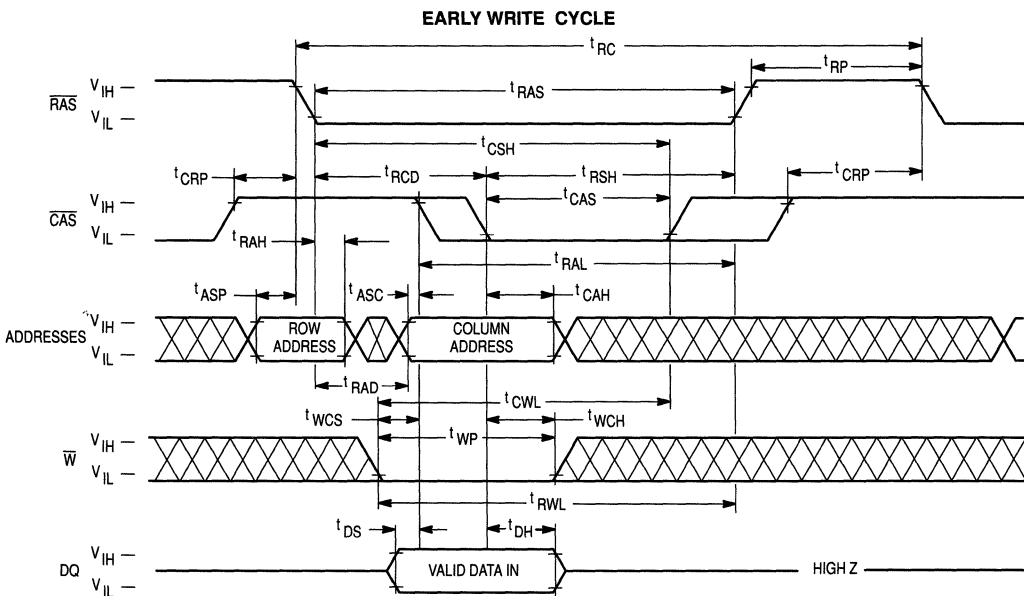 EARLY WRITE CYCLE
tRC
tRP
RAS
VIH
VIL
tRAS
tCSH
tCRP
tRCD
tRSH
tCRP
CAS
VIH
VIL
tCAS
tRAH
tRAL
tASP
tASC
tCAH
ADDRESSES
VIH
VIL
ROW
ADDRESS
COLUMN
ADDRESS
tRAD
tCWL
tWCS
tWCH
tWP
W
VIH
VIL
tRWL
tDS
tDH
DQ
VIH
VIL
VALID DATA IN
HIGH Z